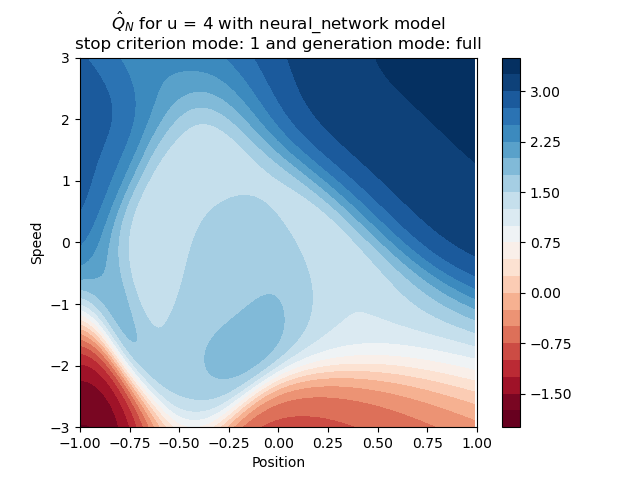 Q̂_N for u = 4 with neural_network model
stop criterion mode: 1 and generation mode: full
3
2
1
0
−1
−2
−3
Speed
−1.00 −0.75 −0.50 −0.25 0.00 0.25 0.50 0.75 1.00
Position
3.00
2.25
1.50
0.75
0.00
−0.75
−1.50